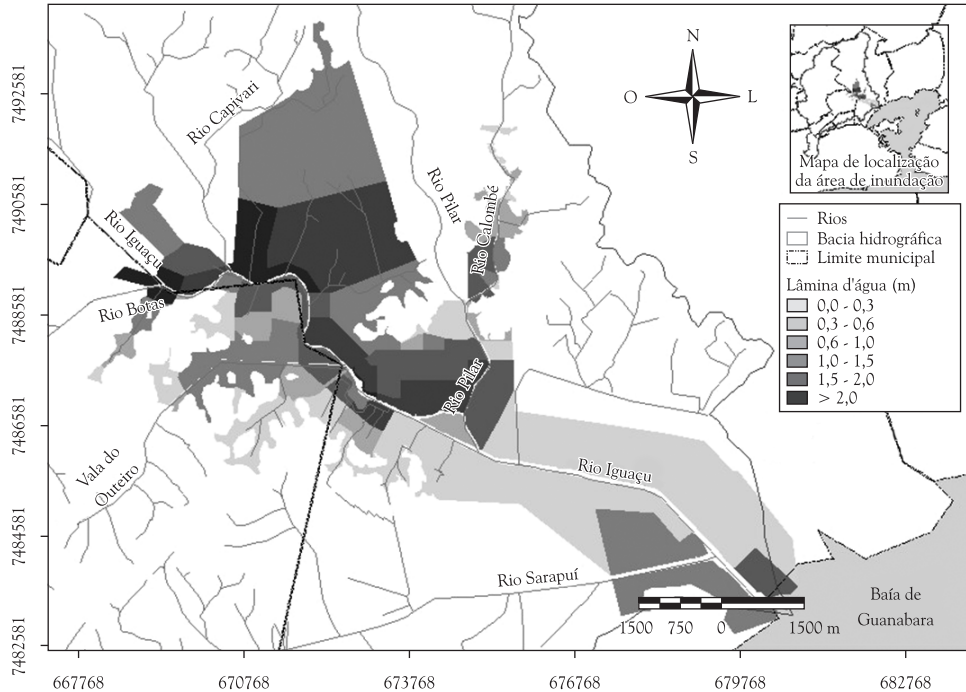 N
O
L
S
7492581
7490581
7488581
7486581
7484581
7482581
Rio Capivari
Rio Pilar
Rio Calombé
Rio Iguaçu
Rio Botas
Rio Pilar
Vala do
Outeiro
Rio Iguaçu
Rio Sarapuí
Baía de
Guanabara
Mapa de localização
da área de inundação
Rios
Bacia hidrográfica
Limite municipal
Lâmina d'água (m)
0,0 - 0,3
0,3 - 0,6
0,6 - 1,0
1,0 - 1,5
1,5 - 2,0
> 2,0
1500 750 0 1500 m
667768 670768 673768 676768 679768 682768